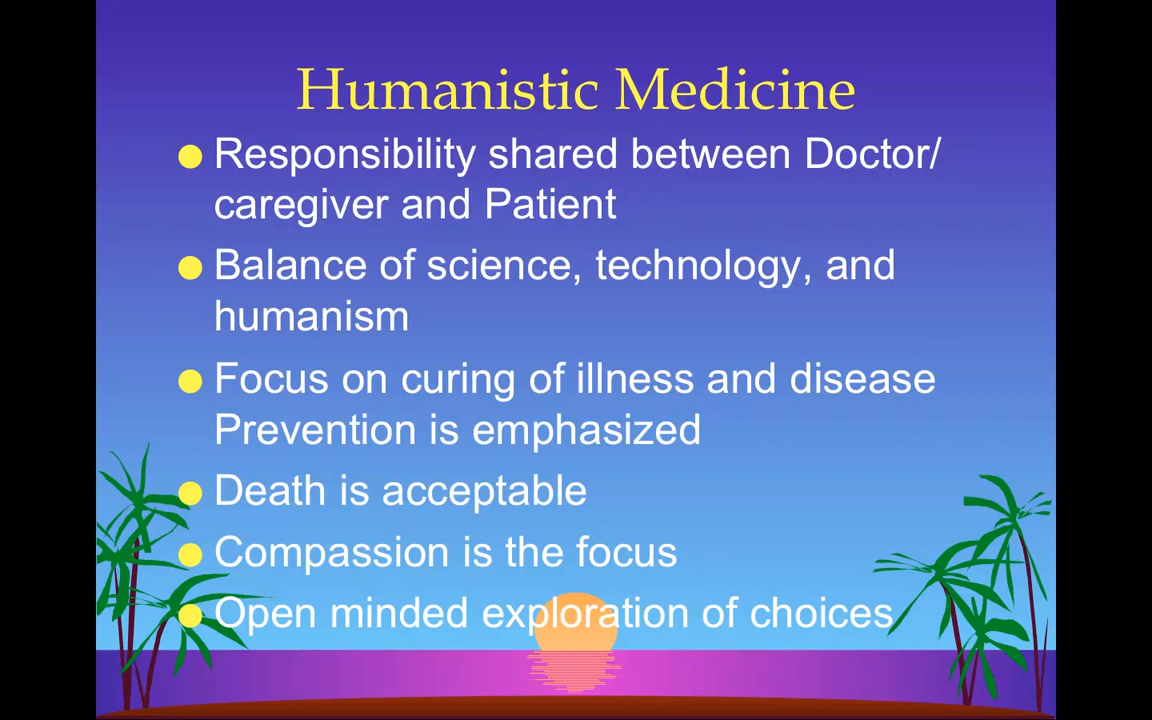 Humanistic Medicine
Responsibility shared between Doctor/
caregiver and Patient
Balance of science, technology, and
humanism
Focus on curing of illness and disease
Prevention is emphasized
Death is acceptable
Compassion is the focus
Open minded exploration of choices